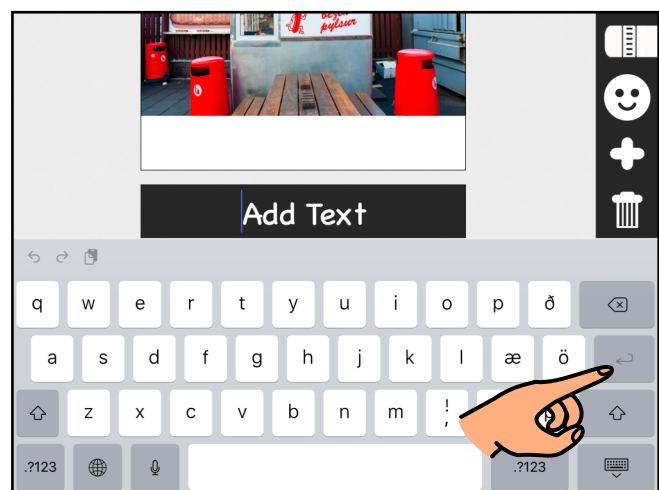 pylsur
Add Text
q w e r t y u i o p ð
a s d f g h j k l æ ö
z x c v b n m ! ,
.?123 .?123